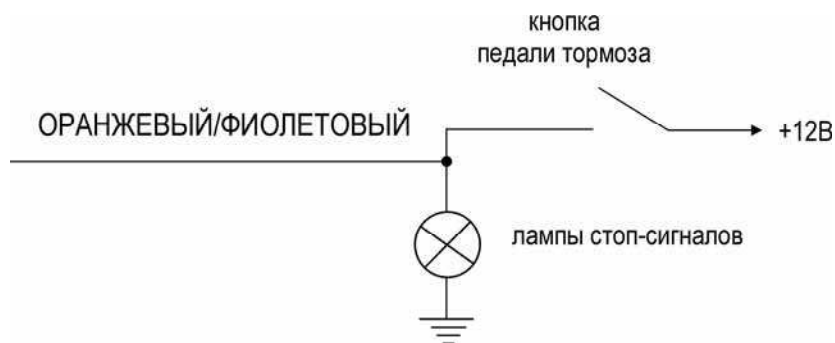 кнопка
педали тормоза
ОРАНЖЕВЫЙ/ФИОЛЕТОВЫЙ
+12В
лампы стоп-сигналов